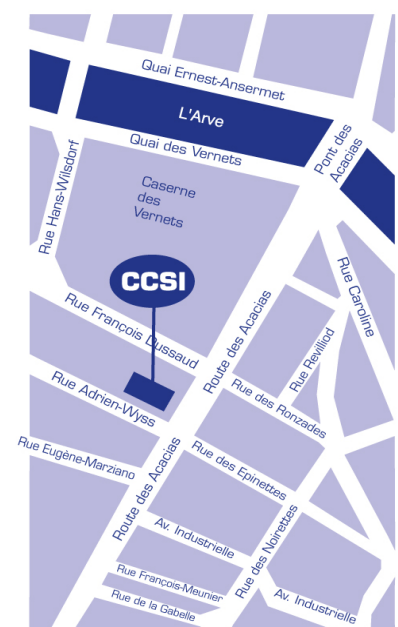 Quai Ernest-Ansermet
L'Arve
Pont des
Acacias
Quai des Vernets
Rue Hans-Wilsdorf
Caserne
des
Vernets
CCSI
Rue Caroline
Rue François Dussaud
Route des Acacias
Rue Revilliod
Rue Adrien-Wyss
Rue des Ronzades
Rue Eugène-Marziano
Rue des Epinettes
Route des Acacias
Av. Industrielle
Rue des Noirettes
Rue François-Meunier
Av. Industrielle
Rue de la Gabelle